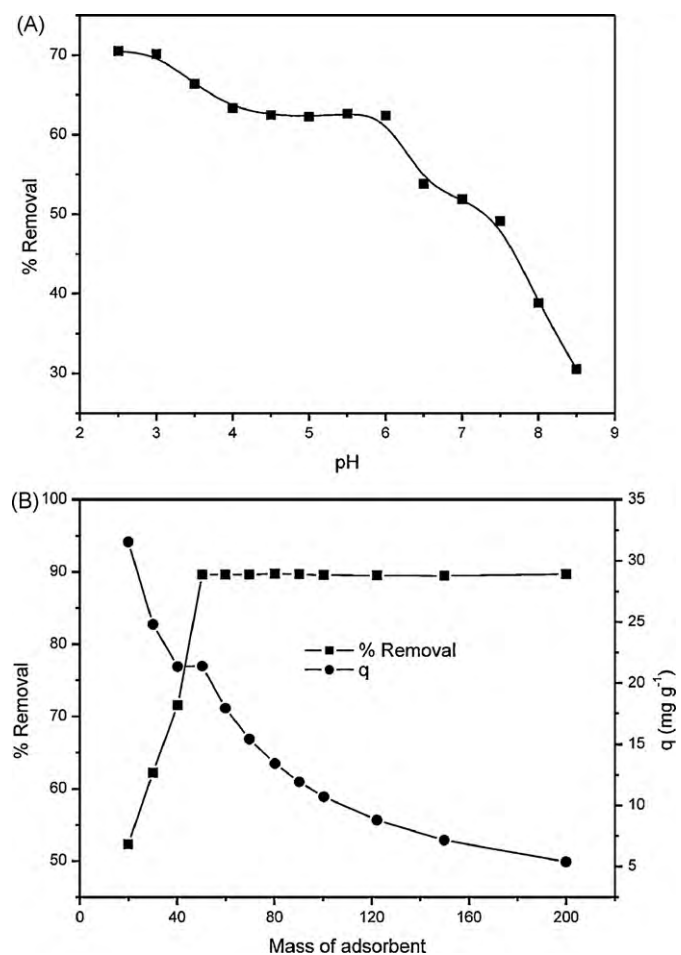 (A)
70
60
50
40
30
% Removal
2 3 4 5 6 7 8 9
pH
(B)
100
90
80
70
60
50
% Removal
% Removal
q
35
30
25
20
15
10
5
q (mg g⁻¹)
0 40 80 120 160 200
Mass of adsorbent